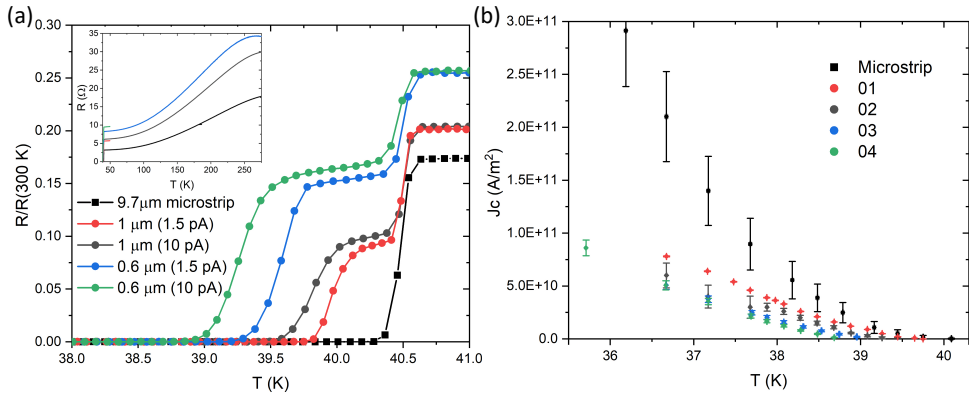 (a)
R/R(300 K)
0.30
0.25
0.20
0.15
0.10
0.05
0.00
38.0 38.5 39.0 39.5 40.0 40.5 41.0
T (K)
R (Ω)
35
30
25
20
15
10
5
0
50 100 150 200 250
T (K)
9.7μm microstrip
1 μm (1.5 pA)
1 μm (10 pA)
0.6 μm (1.5 pA)
0.6 μm (10 pA)
(b)
Jc (A/m²)
3.0E+11
2.5E+11
2.0E+11
1.5E+11
1.0E+11
5.0E+10
0.0
36 37 38 39 40
T (K)
Microstrip
01
02
03
04